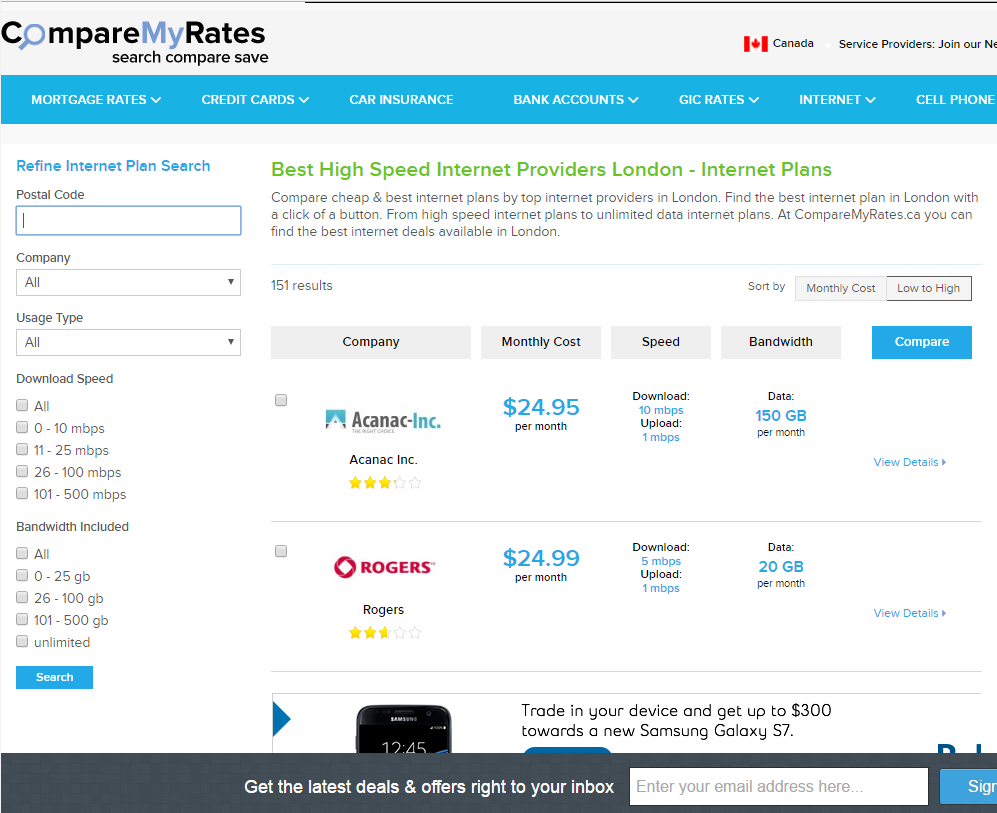 CompareMyRates
search compare save
Canada
Service Providers: Join our Ne
MORTGAGE RATES
CREDIT CARDS
CAR INSURANCE
BANK ACCOUNTS
GIC RATES
INTERNET
CELL PHONE
Refine Internet Plan Search
Postal Code
Company
All
Usage Type
All
Download Speed
All
0 - 10 mbps
11 - 25 mbps
26 - 100 mbps
101 - 500 mbps
Bandwidth Included
All
0 - 25 gb
26 - 100 gb
101 - 500 gb
unlimited
Search
Best High Speed Internet Providers London - Internet Plans
Compare cheap & best internet plans by top internet providers in London. Find the best internet plan in London with
a click of a button. From high speed internet plans to unlimited data internet plans. At CompareMyRates.ca you can
find the best internet deals available in London.
151 results
Sort by
Monthly Cost
Low to High
Company
Monthly Cost
Speed
Bandwidth
Compare
Acanac-Inc.
THE RIGHT CHOICE.
Acanac Inc.
$24.95
per month
Download:
10 mbps
Upload:
1 mbps
Data:
150 GB
per month
View Details
ROGERS™
Rogers
$24.99
per month
Download:
5 mbps
Upload:
1 mbps
Data:
20 GB
per month
View Details
SAMSUNG
12:45
Trade in your device and get up to $300
towards a new Samsung Galaxy S7.
Get the latest deals & offers right to your inbox
Enter your email address here...
Sign